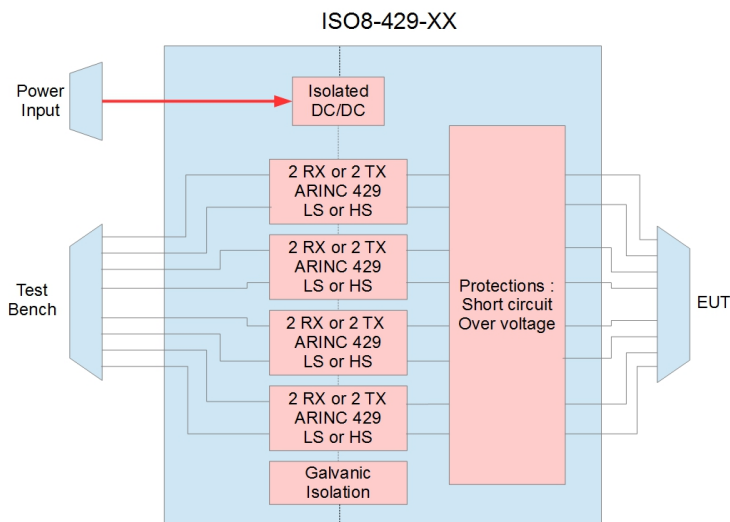 ISO8-429-XX
Power
Input
Isolated
DC/DC
2 RX or 2 TX
ARINC 429
LS or HS
2 RX or 2 TX
ARINC 429
LS or HS
2 RX or 2 TX
ARINC 429
LS or HS
2 RX or 2 TX
ARINC 429
LS or HS
Galvanic
Isolation
Protections :
Short circuit
Over voltage
Test
Bench
EUT